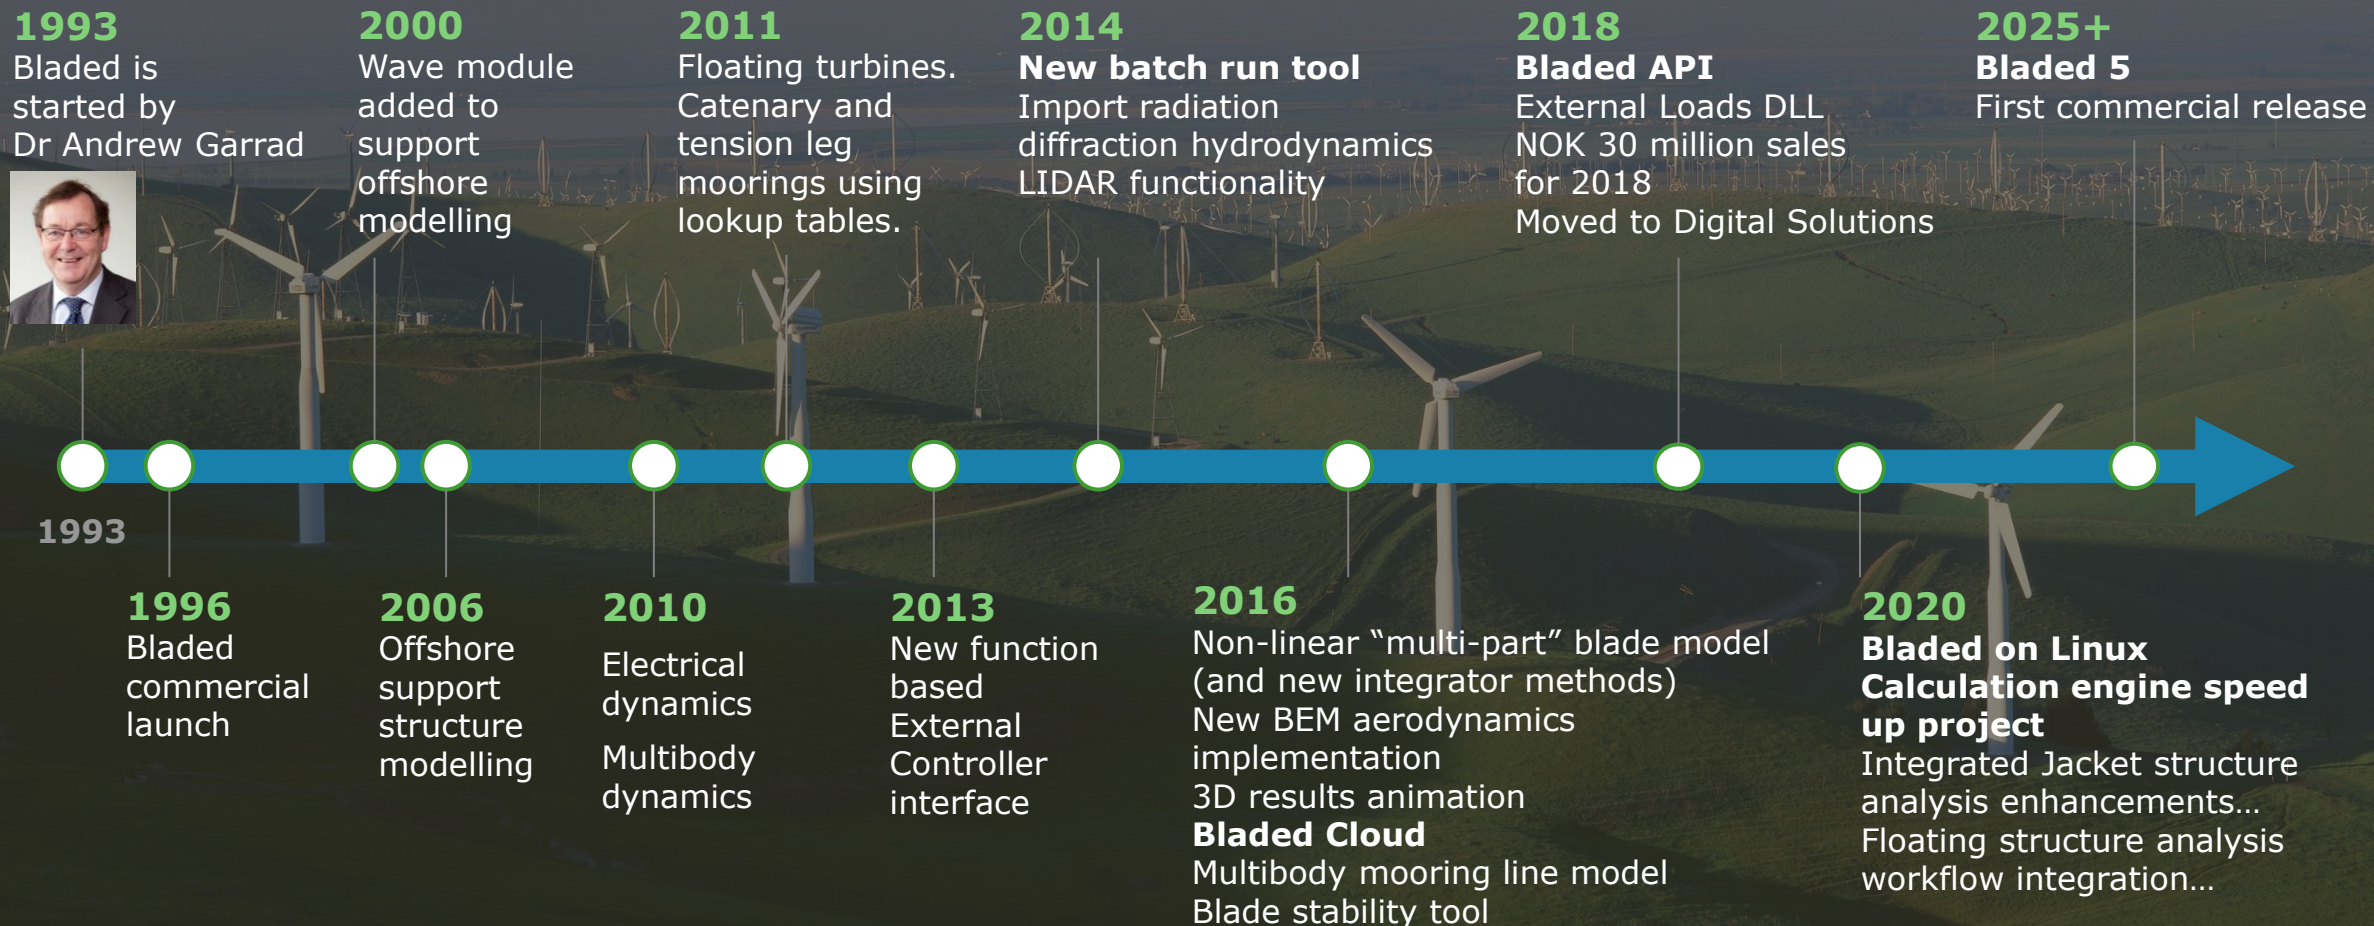 1993
Bladed is
started by
Dr Andrew Garrad
2000
Wave module
added to
support
offshore
modelling
2011
Floating turbines.
Catenary and
tension leg
moorings using
lookup tables.
2014
New batch run tool
Import radiation
diffraction hydrodynamics
LIDAR functionality
2018
Bladed API
External Loads DLL
NOK 30 million sales
for 2018
Moved to Digital Solutions
2025+
Bladed 5
First commercial release
1993
1996
Bladed
commercial
launch
2006
Offshore
support
structure
modelling
2010
Electrical
dynamics
Multibody
dynamics
2013
New function
based
External
Controller
interface
2016
Non-linear “multi-part” blade model
(and new integrator methods)
New BEM aerodynamics
implementation
3D results animation
Bladed Cloud
Multibody mooring line model
Blade stability tool
2020
Bladed on Linux
Calculation engine speed
up project
Integrated Jacket structure
analysis enhancements…
Floating structure analysis
workflow integration…